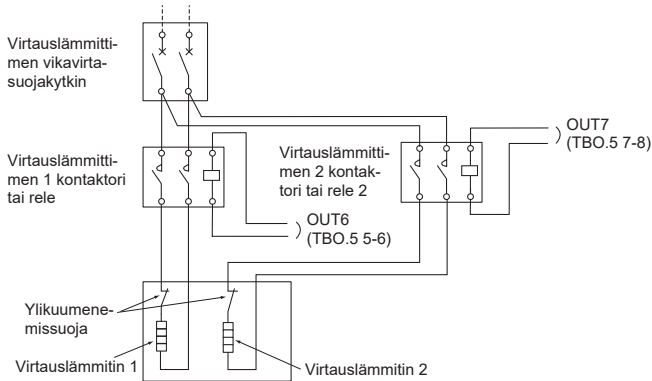 Virtauslämmitti-
men vikavirta-
suojakytkin
Virtauslämmitti-
men 1 kontaktori
tai rele
Virtauslämmitti-
men 2 kontak-
tori tai rele 2
OUT7
(TBO.5 7-8)
OUT6
(TBO.5 5-6)
Ylikuumene-
missuoja
Virtauslämmitin 1
Virtauslämmitin 2